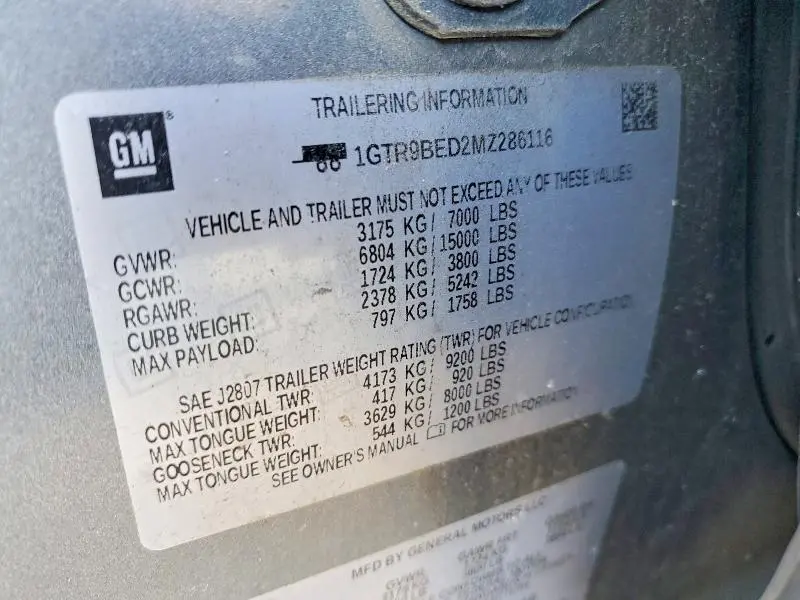 GM
TRAILERING INFORMATION
1GTR9BED2MZ286116
VEHICLE AND TRAILER MUST NOT EXCEED ANY OF THESE VALUES
GVWR: 3175 KG/ 7000 LBS
GCWR: 6804 KG/15000 LBS
RGAWR: 1724 KG/ 3800 LBS
CURB WEIGHT: 2378 KG/ 5242 LBS
MAX PAYLOAD: 797 KG/ 1758 LBS
SAE J2807 TRAILER WEIGHT RATING (TWR) FOR VEHICLE CONFIGURATION
CONVENTIONAL TWR: 4173 KG/ 9200 LBS
MAX TONGUE WEIGHT: 417 KG/ 920 LBS
GOOSENECK TWR: 3629 KG/ 8000 LBS
MAX TONGUE WEIGHT: 544 KG/ 1200 LBS
SEE OWNER'S MANUAL FOR MORE INFORMATION
MFD BY GENERAL MOTORS LLC
GVWR